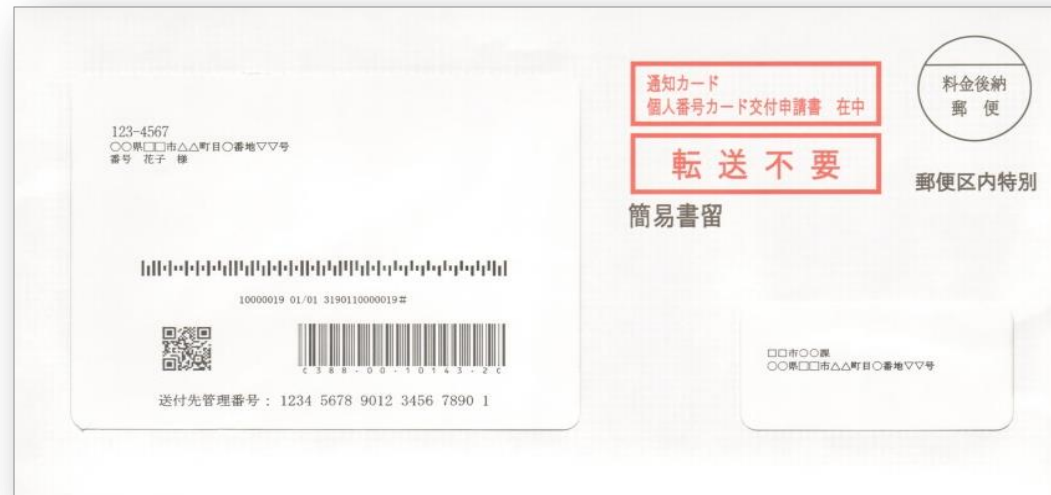 123-4567
○○県□□市△△町目○番地▽▽号
番号 花子 様
10000019 01/01 3190110000019#
C388-00-10143-2C
送付先管理番号: 1234 5678 9012 3456 7890 1
通知カード
個人番号カード交付申請書 在中
転送不要
簡易書留
料金後納
郵 便
郵便区内特別
□□市○○課
○○県□□市△△町目○番地▽▽号